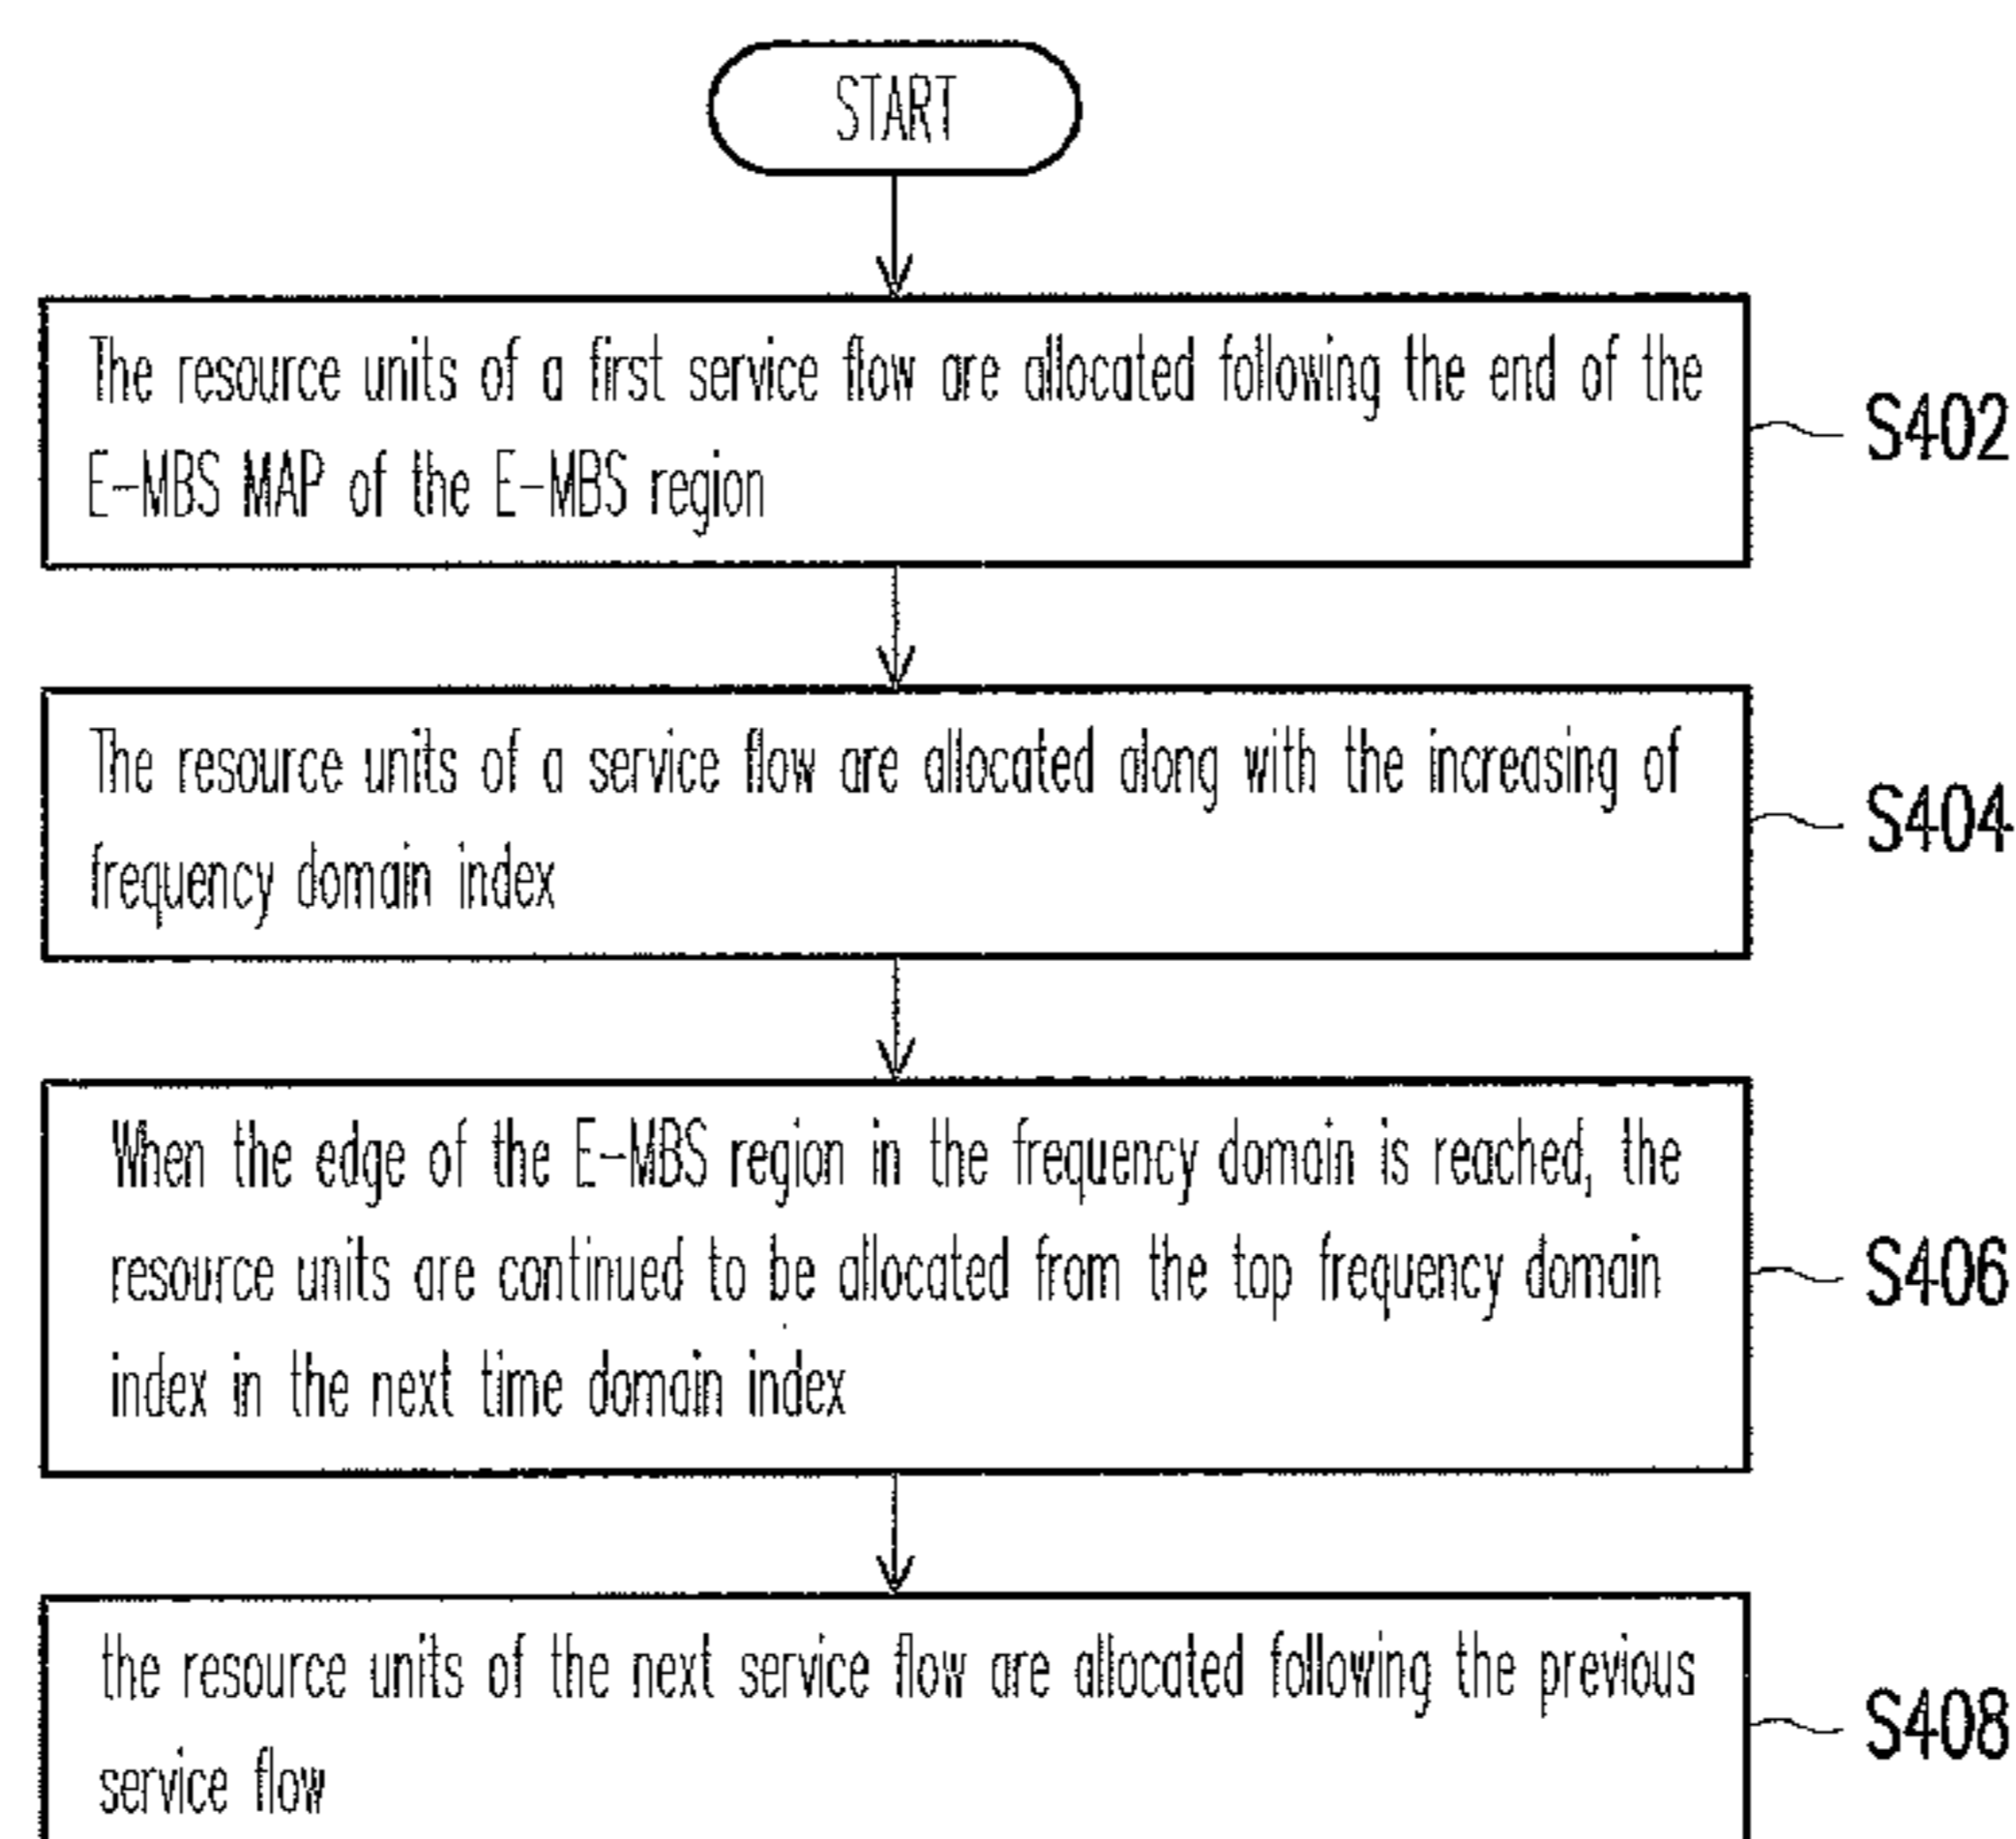 START
The resource units of a first service flow are allocated following the end of the
E-MBS MAP of the E-MBS region
S402
The resource units of a service flow are allocated along with the increasing of
frequency domain index
S404
When the edge of the E-MBS region in the frequency domain is reached, the
resource units are continued to be allocated from the top frequency domain
index in the next time domain index
S406
the resource units of the next service flow are allocated following the previous
service flow
S408